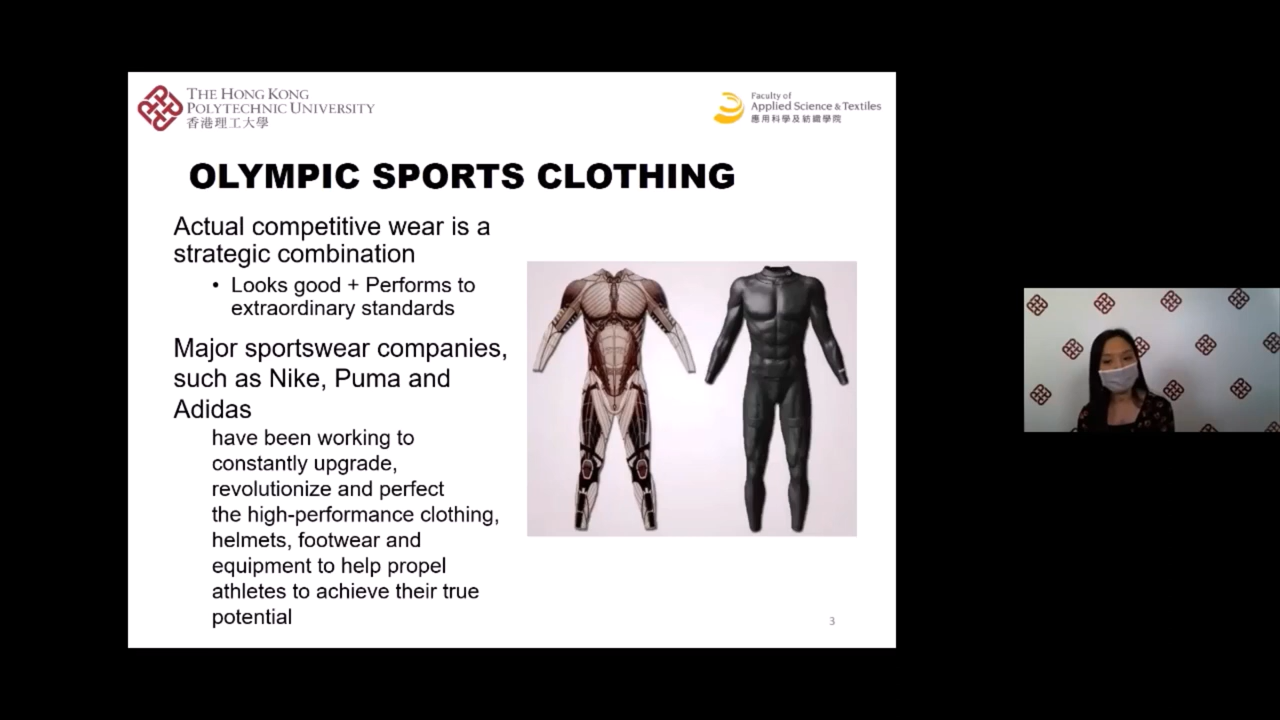 THE HONG KONG
POLYTECHNIC UNIVERSITY
香港理工大學
Faculty of
Applied Science & Textiles
應用科學及紡織學院
OLYMPIC SPORTS CLOTHING
Actual competitive wear is a
strategic combination
• Looks good + Performs to
extraordinary standards
Major sportswear companies,
such as Nike, Puma and
Adidas
have been working to
constantly upgrade,
revolutionize and perfect
the high-performance clothing,
helmets, footwear and
equipment to help propel
athletes to achieve their true
potential
3